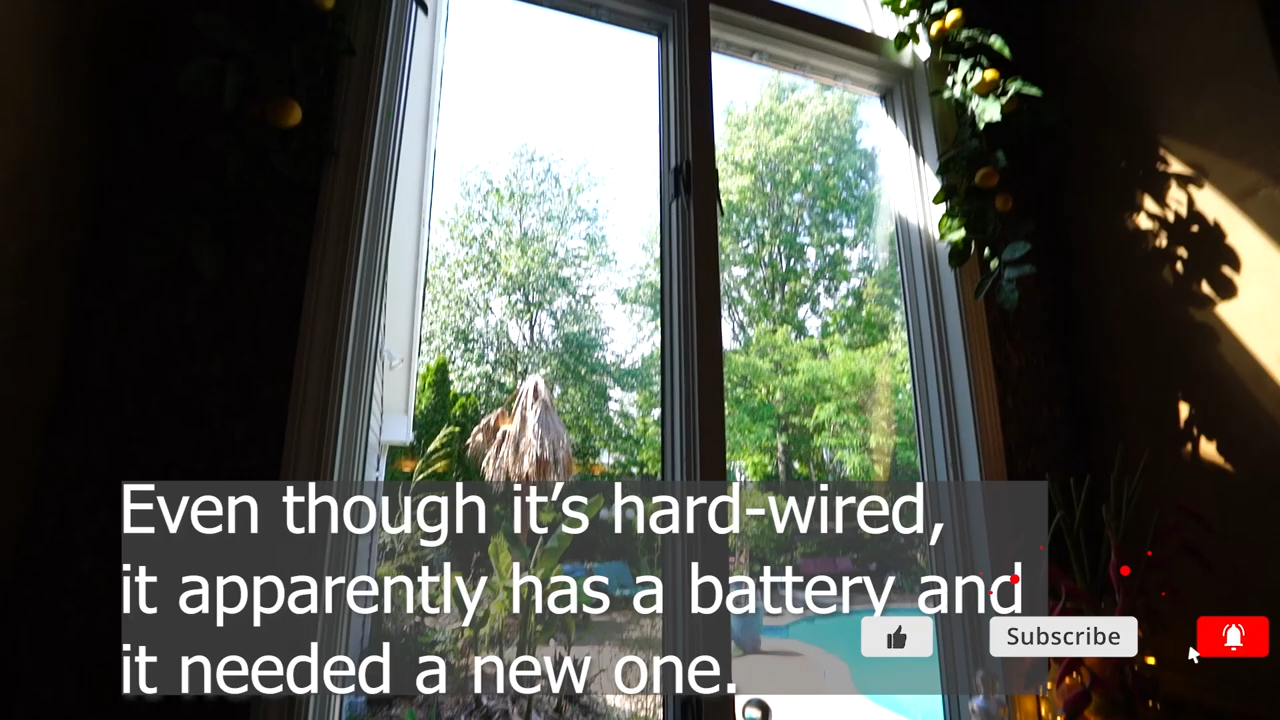 Even though it’s hard-wired,
it apparently has a battery and
it needed a new one.
Subscribe